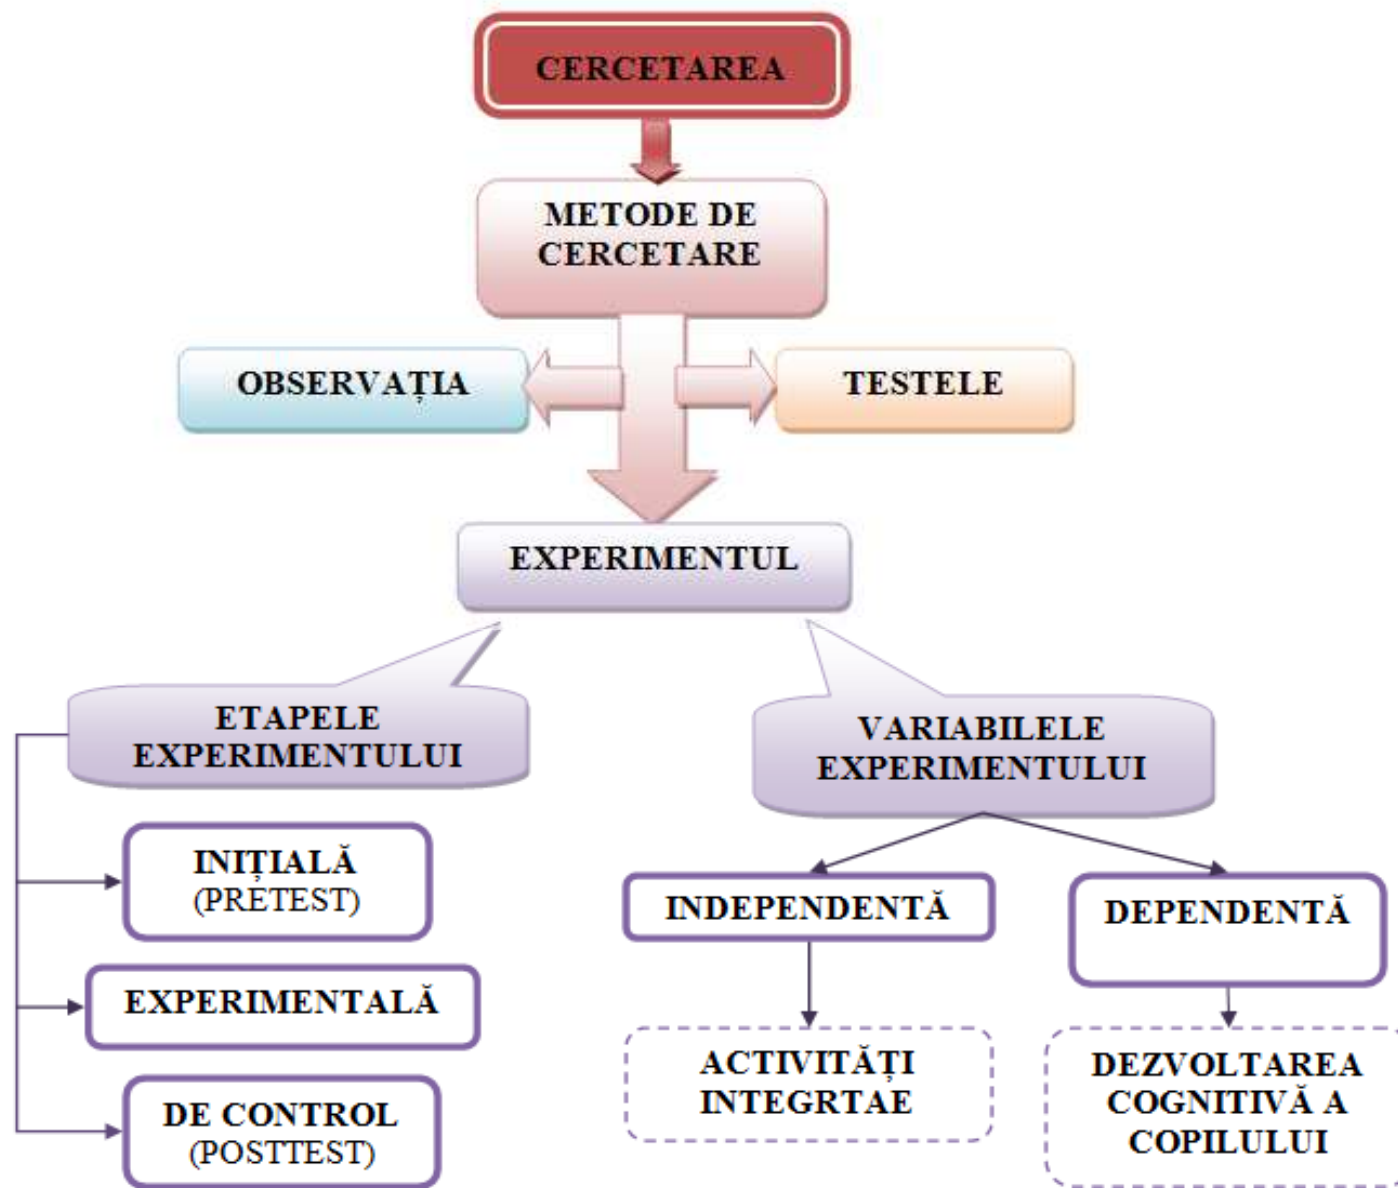 CERCETAREA
METODE DE
CERCETARE
OBSERVAȚIA
TESTELE
EXPERIMENTUL
ETAPELE
EXPERIMENTULUI
VARIABILELE
EXPERIMENTULUI
INIȚIALĂ
(PRETEST)
EXPERIMENTALĂ
DE CONTROL
(POSTTEST)
INDEPENDENTĂ
DEPENDENTĂ
ACTIVITĂȚI
INTEGRTAE
DEZVOLTAREA
COGNITIVĂ A
COPILULUI